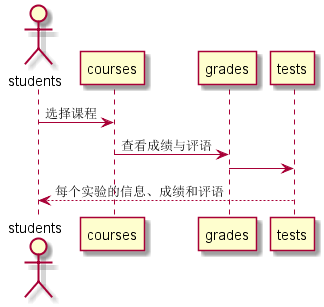 students
courses
grades
tests
选择课程
查看成绩与评语
每个实验的信息、成绩和评语
students
courses
grades
tests